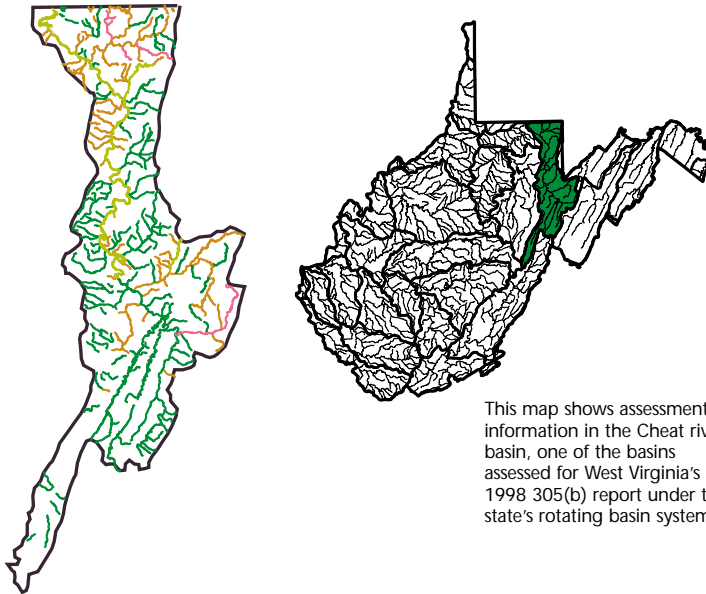 This map shows assessment
information in the Cheat
basin, one of the basins
assessed for West Virginia's
1998 305(b) report under
state's rotating basin system